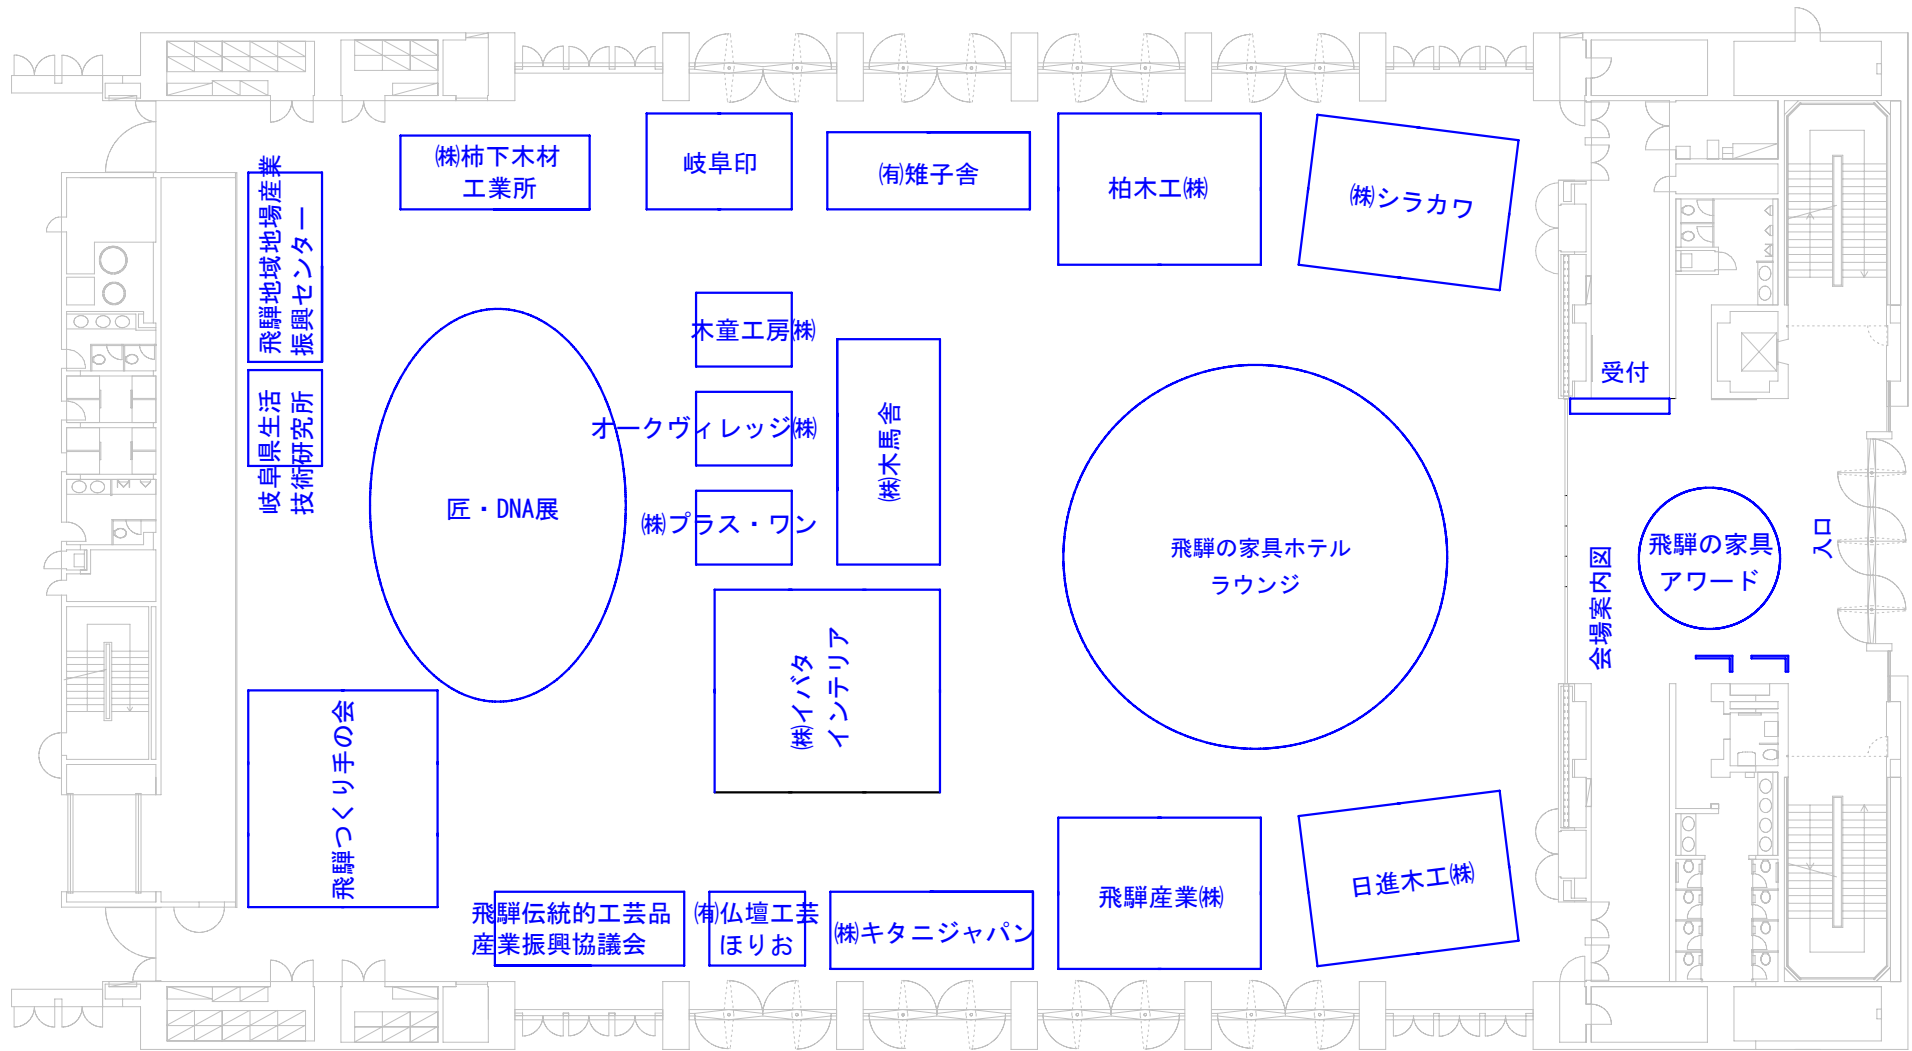 ㈱柿下木材
工業所
岐阜印
㈲雉子舎
柏木工㈱
㈱シラカワ
飛騨地域地場産業
振興センター
木童工房㈱
受付
岐阜県生活
技術研究所
オークヴィレッジ㈱
㈱木馬舎
匠・DNA展
㈱プラス・ワン
飛騨の家具ホテル
ラウンジ
会場案内図
飛騨の家具
アワード
入口
㈱イバタ
インテリア
飛騨つくり手の会
飛騨伝統的工芸品
産業振興協議会
㈲仏壇工芸
ほりお
㈱キタニジャパン
飛騨産業㈱
日進木工㈱